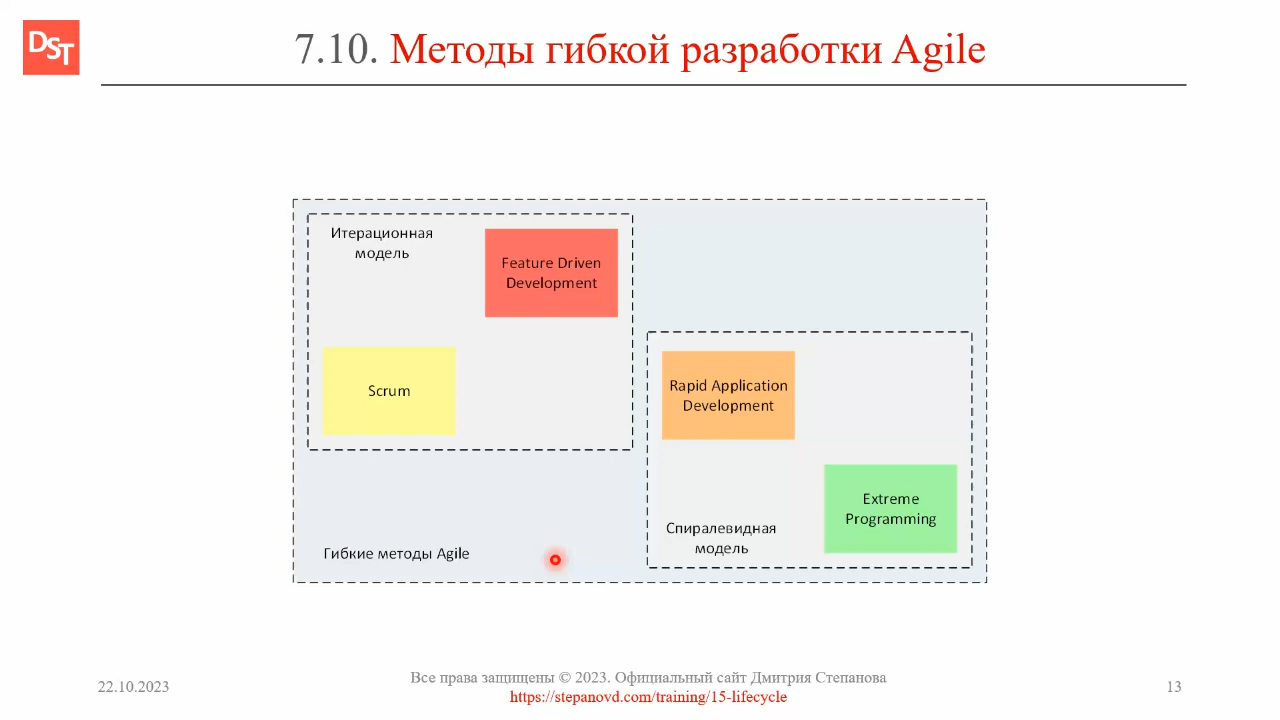 DST
7.10. Методы гибкой разработки Agile
Итерационная
модель
Feature Driven
Development
Scrum
Rapid Application
Development
Extreme
Programming
Спиралевидная
модель
Гибкие методы Agile
22.10.2023
Все права защищены © 2023. Официальный сайт Дмитрия Степанова
https://stepanovd.com/training/15-lifecycle
13